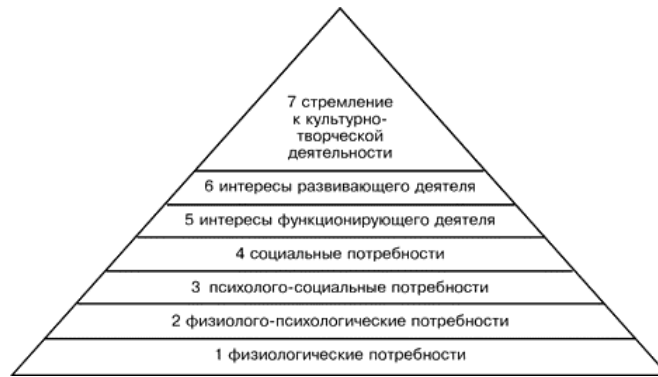 7 стремление
к культурно-
творческой
деятельности
6 интересы развивающего деятеля
5 интересы функционирующего деятеля
4 социальные потребности
3 психолого-социальные потребности
2 физиолого-психологические потребности
1 физиологические потребности